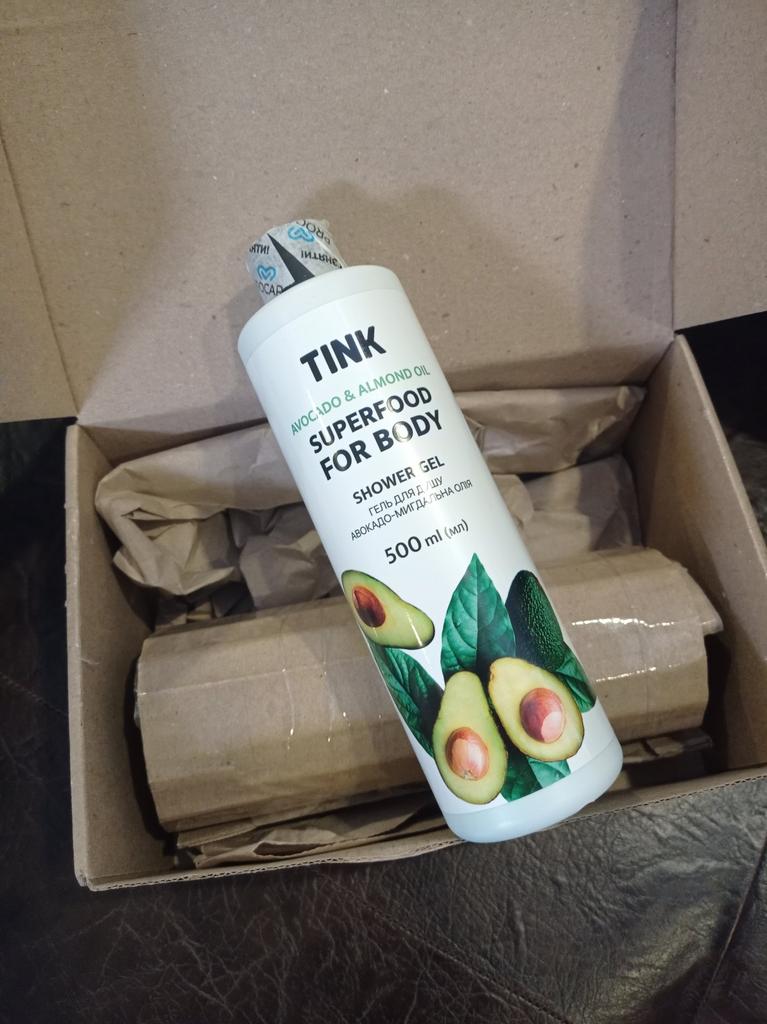 TINK
AVOCADO & ALMOND OIL
SUPERFOOD
FOR BODY
SHOWER GEL
ГЕЛЬ ДЛЯ ДУШУ
АВОКАДО-МИГДАЛЬНА ОЛІЯ
500 ml (мл)